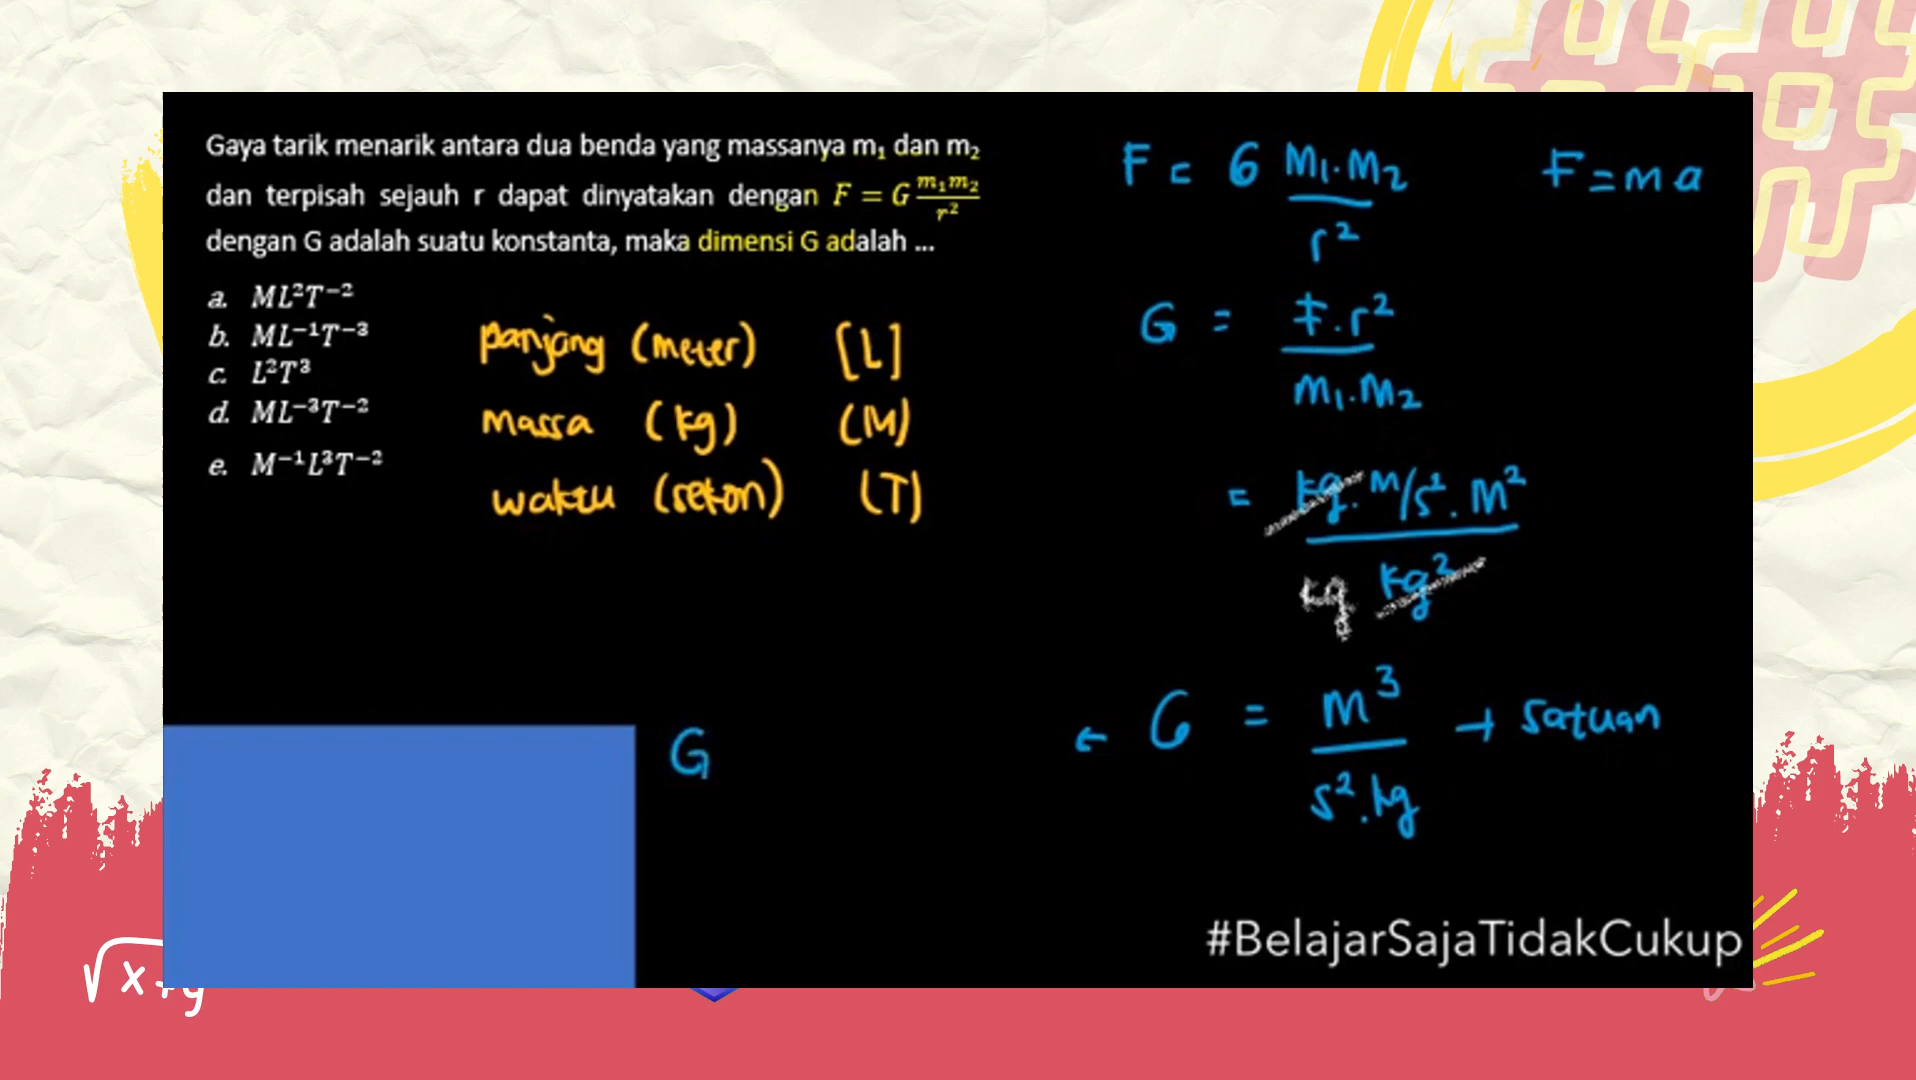 Gaya tarik menarik antara dua benda yang massanya m₁ dan m₂
dan terpisah sejauh r dapat dinyatakan dengan F = G m₁m₂/r²
dengan G adalah suatu konstanta, maka dimensi G adalah ...
a. ML²T⁻²
b. ML⁻¹T⁻³
c. L²T³
d. ML⁻³T⁻²
e. M⁻¹L³T⁻²
panjang (meter) [L]
massa (kg) (M)
waktu (sekon) (T)
G
F = G m₁.m₂/r²
F = m a
G = F.r²/m₁.m₂
= kg.m/s².m²/kg²
kg
← G = m³/s².kg → satuan
#BelajarSajaTidakCukup
√x+y